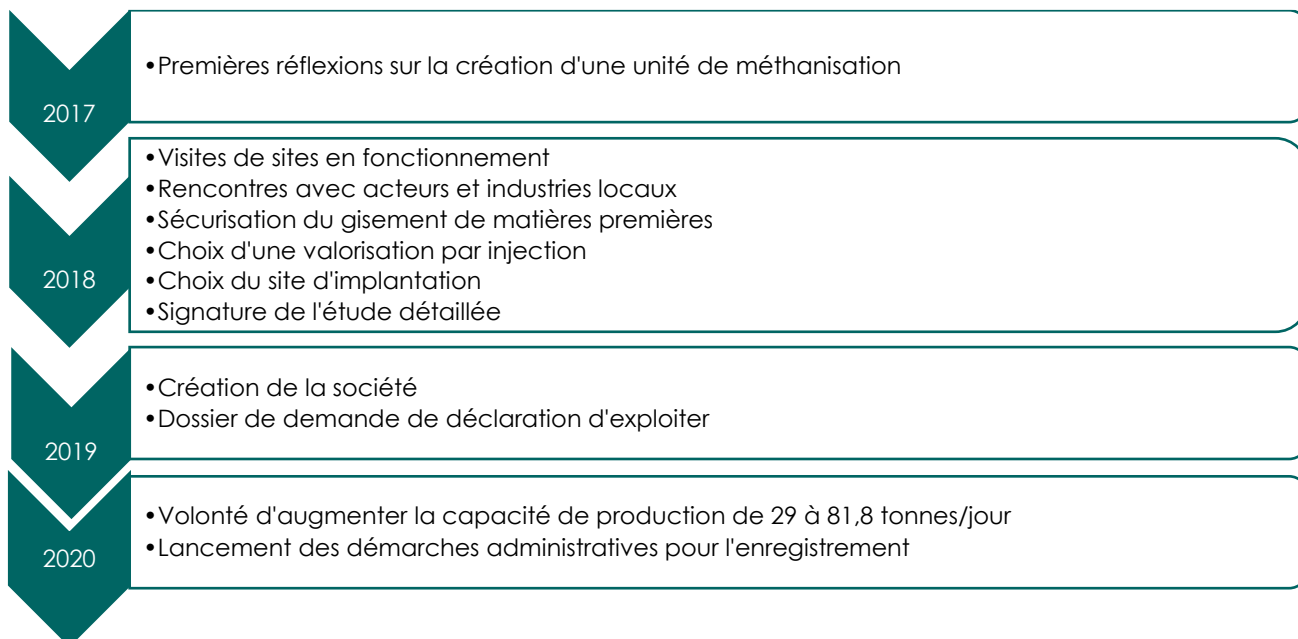 2017
•Premières réflexions sur la création d'une unité de méthanisation
2018
•Visites de sites en fonctionnement
•Rencontres avec acteurs et industries locaux
•Sécurisation du gisement de matières premières
•Choix d'une valorisation par injection
•Choix du site d'implantation
•Signature de l'étude détaillée
2019
•Création de la société
•Dossier de demande de déclaration d'exploiter
2020
•Volonté d'augmenter la capacité de production de 29 à 81,8 tonnes/jour
•Lancement des démarches administratives pour l'enregistrement